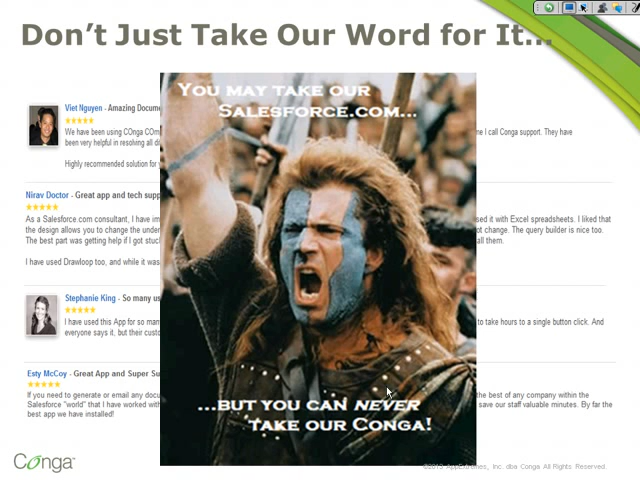 Don't Just Take Our Word for It...
YOU MAY TAKE OUR
SALESFORCE.COM...
Viet Nguyen - Amazing Docume
We have been using COnga COm
me I call Conga support. They have
been very helpful in resolving all
Highly recommended solution for
Nirav Doctor - Great app and tech supp
As a Salesforce.com consultant, I have im
sed it with Excel spreadsheets. I liked that
the design allows you to change the under
ot change. The query builder is nice too.
The best part was getting help if I got stuc
all them.
I have used Drawloop too, and while it was
Stephanie King - So many us
I have used this App for so man
to take hours to a single button click. And
everyone says it, but their custo
Esty McCoy - Great App and Super Su
If you need to generate or email any docu
the best of any company within the
Salesforce "world" that I have worked with
save our staff valuable minutes. By far the
best app we have installed!
...BUT YOU CAN NEVER
TAKE OUR CONGA!
Conga
©2013 AppExtremes, Inc. dba Conga. All Rights Reserved.